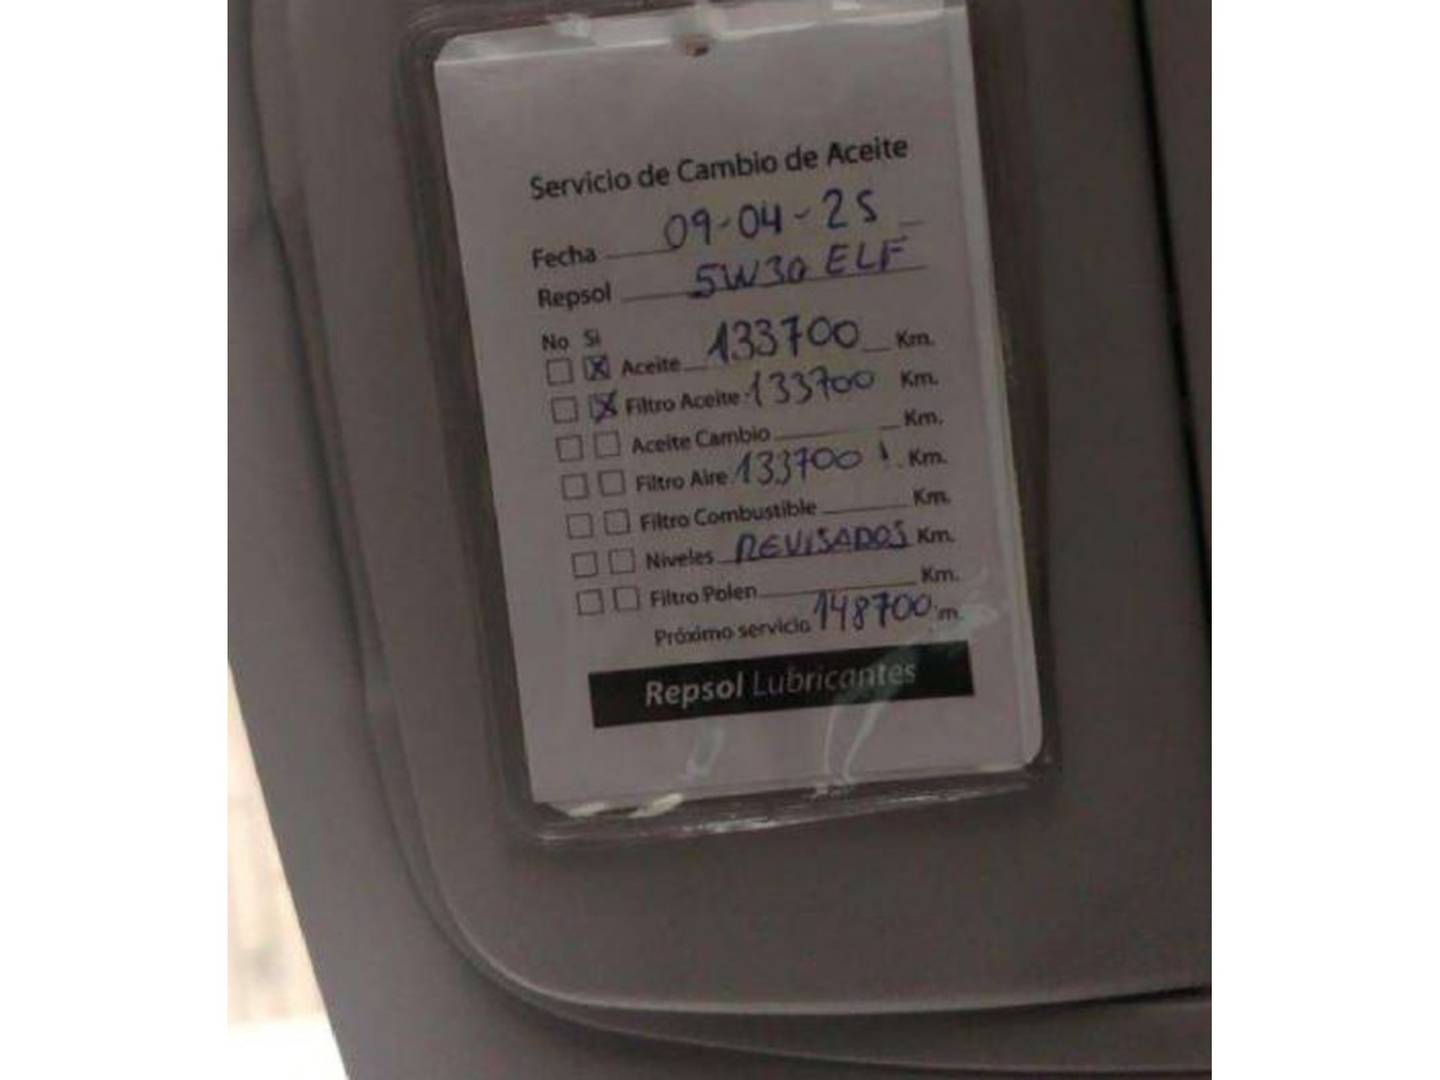 Servicio de Cambio de Aceite
Fecha 09-04-25
Repsol 5W30 ELF
No Si
Aceite 133700 Km.
Filtro Aceite 133700 Km.
Aceite Cambio Km.
Filtro Aire 133700 Km.
Filtro Combustible Km.
Niveles REVISADOS Km.
Filtro Polen Km.
Próximo servicio 148700 m.
Repsol Lubricantes